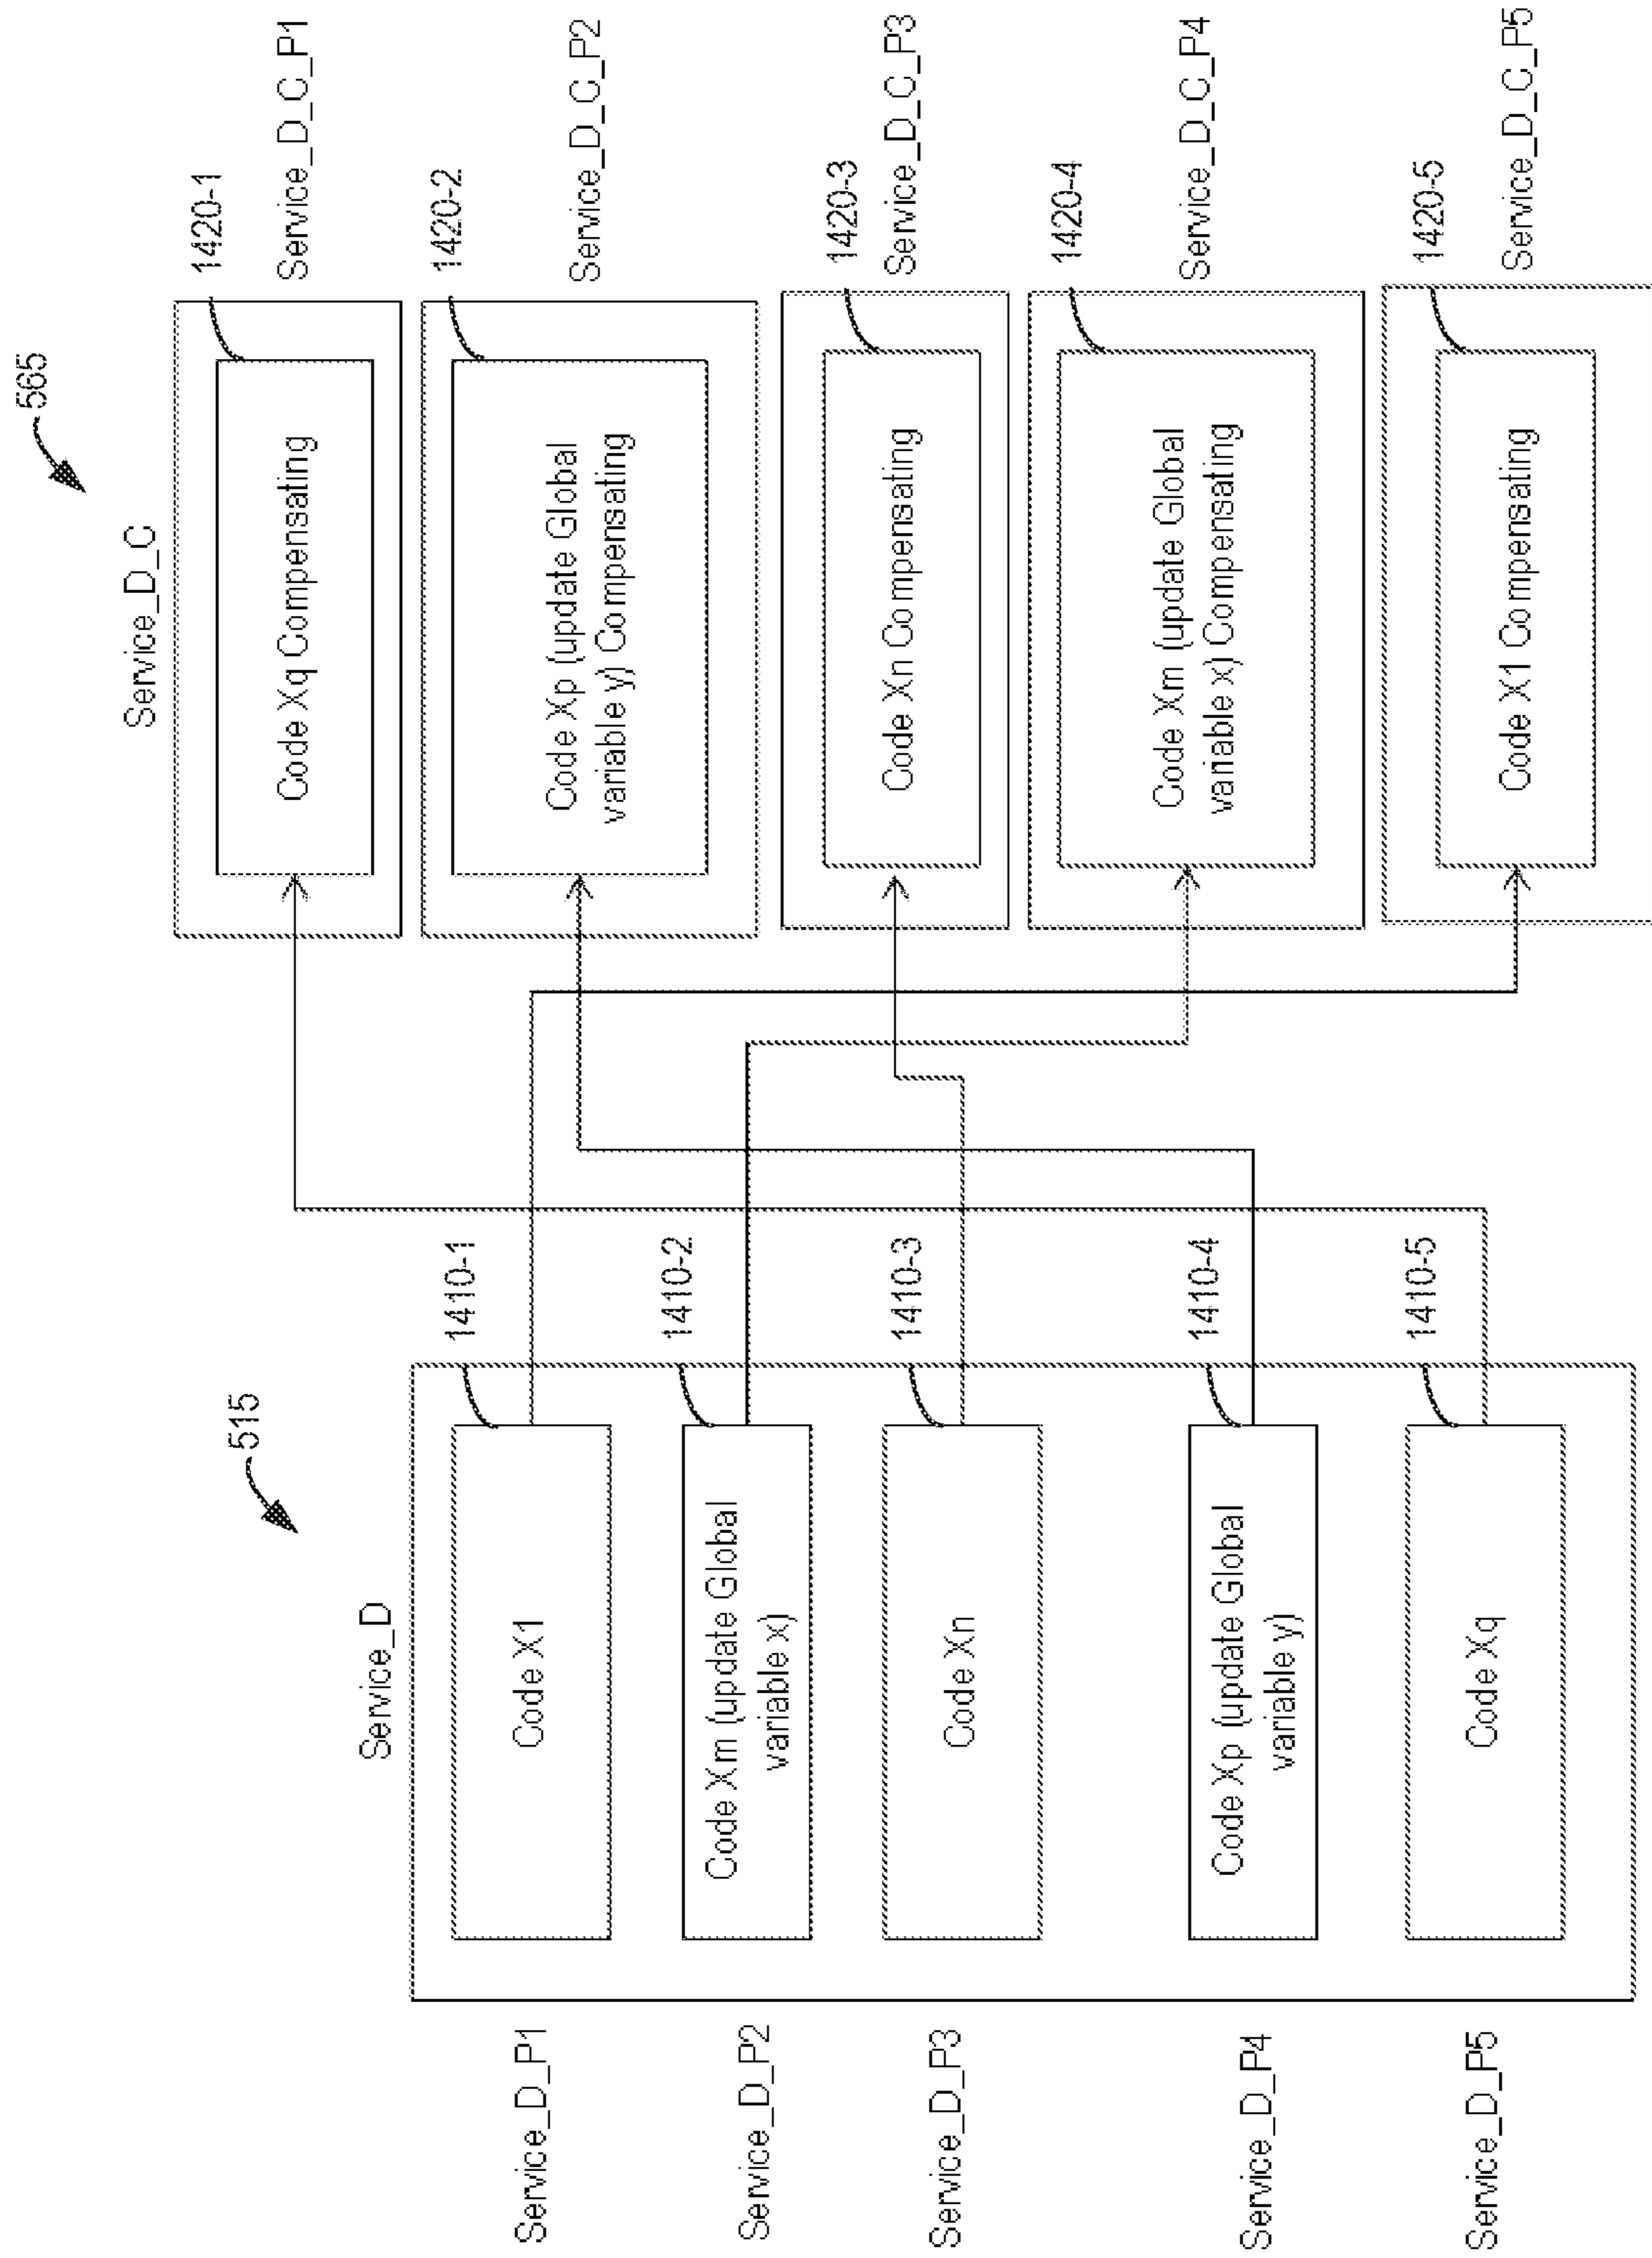 515
Service_D
Service_D_P1
Code X1
1410-1
Service_D_P2
Code Xm (update Global
variable x)
1410-2
Service_D_P3
Code Xn
1410-3
Service_D_P4
Code Xp (update Global
variable y)
1410-4
Service_D_P5
Code Xq
1410-5
565
Service_D_C
Code Xq Compensating
1420-1
Service_D_C_P1
Code Xp (update Global
variable y) Compensating
1420-2
Service_D_C_P2
Code Xn Compensating
1420-3
Service_D_C_P3
Code Xm (update Global
variable x) Compensating
1420-4
Service_D_C_P4
Code X1 Compensating
1420-5
Service_D_C_P5